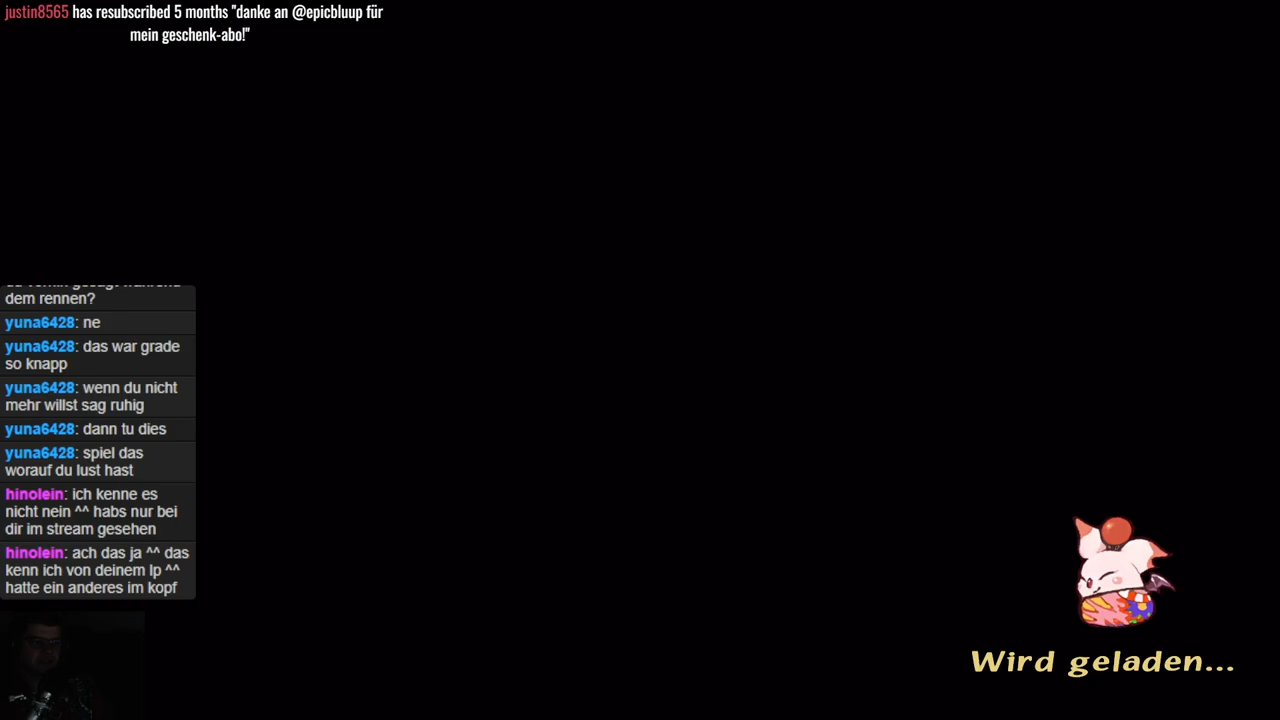 justin8565 has resubscribed 5 months "danke an @epicbluup für
mein geschenk-abo!"
dem rennen?
yuna6428: ne
yuna6428: das war grade
so knapp
yuna6428: wenn du nicht
mehr willst sag ruhig
yuna6428: dann tu dies
yuna6428: spiel das
worauf du lust hast
hinolein: ich kenne es
nicht nein ^^ habs nur bei
dir im stream gesehen
hinolein: ach das ja ^^ das
kenn ich von deinem lp ^^
hatte ein anderes im kopf
Wird geladen...